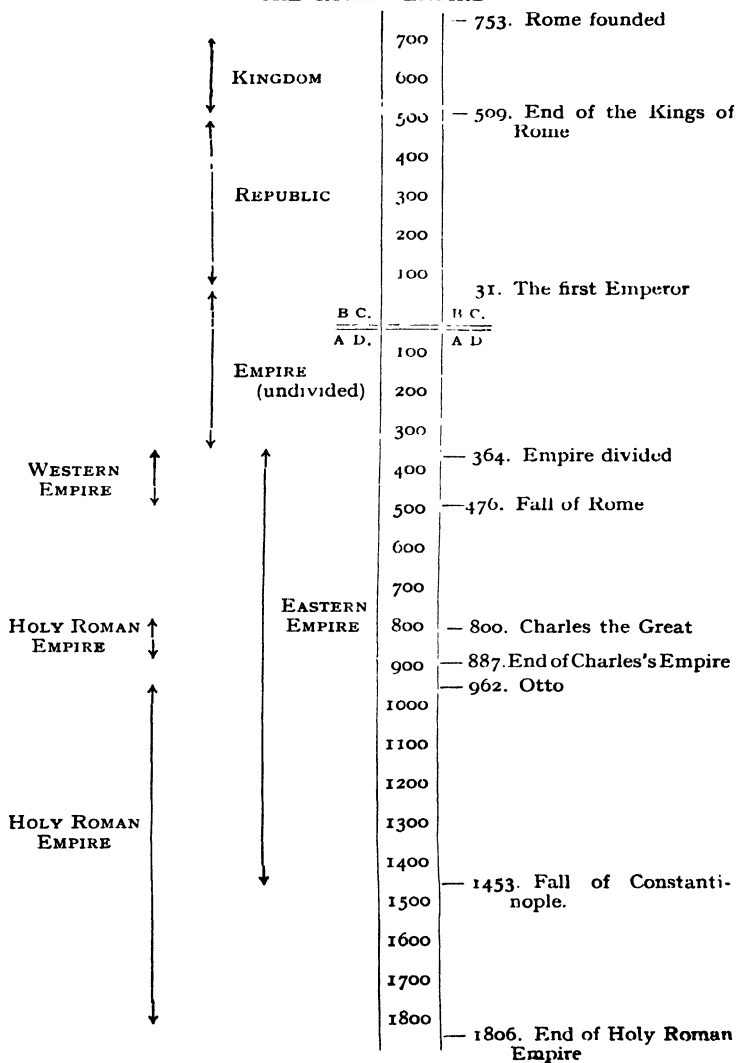 753. Rome founded
700
KINGDOM
600
500
509. End of the Kings of
Rome
400
REPUBLIC
300
200
100
31. The first Emperor
B C. B C.
A D. A D
100
EMPIRE
(undivided)
200
300
364. Empire divided
WESTERN
EMPIRE
400
500
476. Fall of Rome
600
700
EASTERN
EMPIRE
HOLY ROMAN
EMPIRE
800
800. Charles the Great
900
887. End of Charles's Empire
962. Otto
1000
1100
1200
HOLY ROMAN
EMPIRE
1300
1400
1453. Fall of Constanti-
nople.
1500
1600
1700
1800
1806. End of Holy Roman
Empire